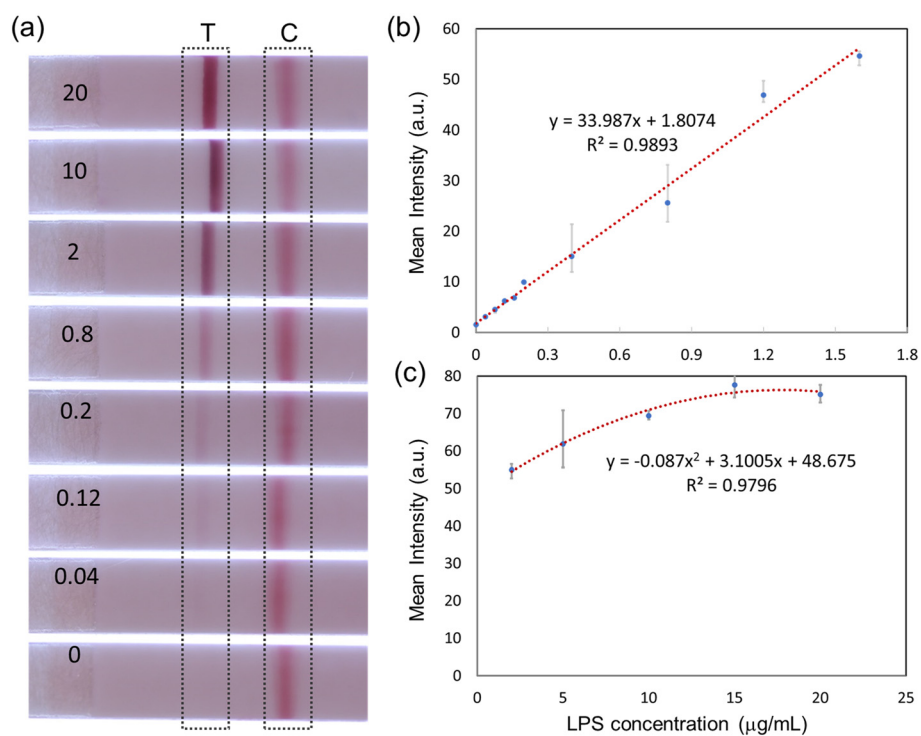 (a)
T C
20
10
2
0.8
0.2
0.12
0.04
0
(b)
Mean Intensity (a.u.)
60
50
40
30
20
10
0
y = 33.987x + 1.8074
R² = 0.9893
0 0.3 0.6 0.9 1.2 1.5 1.8
(c)
Mean Intensity (a.u.)
80
70
60
50
40
30
20
10
0
y = -0.087x² + 3.1005x + 48.675
R² = 0.9796
0 5 10 15 20 25
LPS concentration (μg/mL)